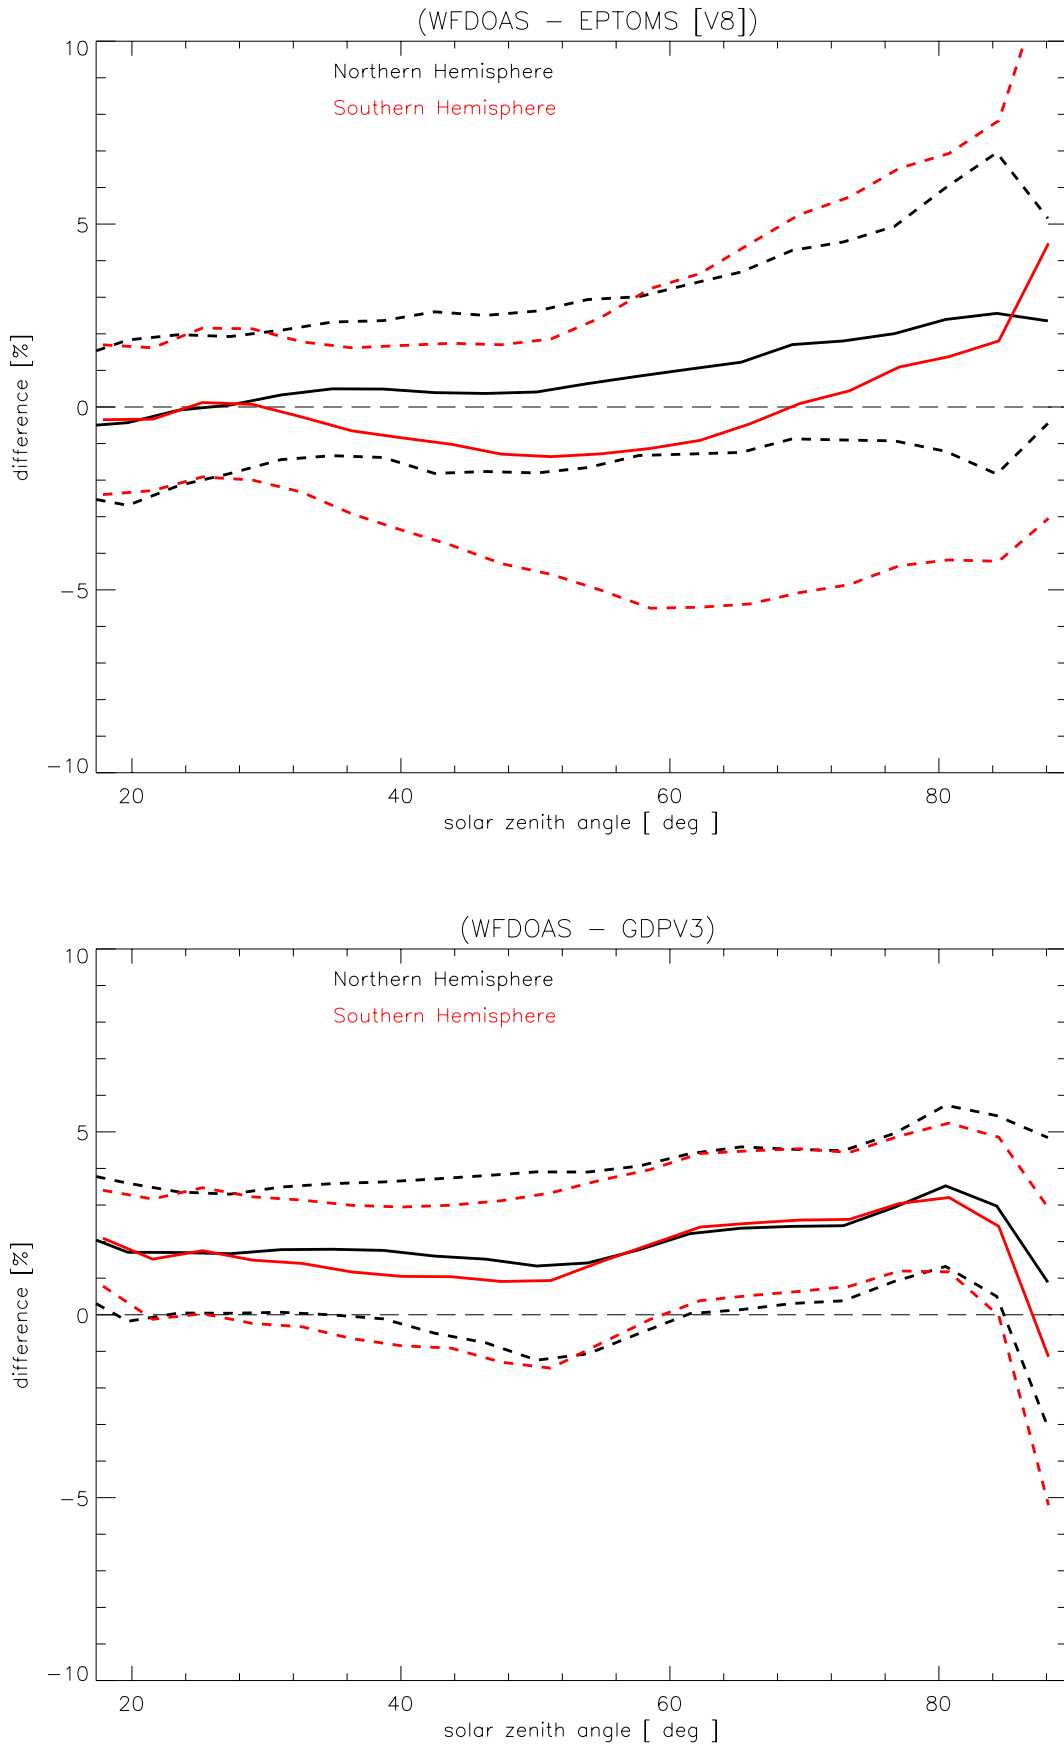 (WFDOAS - EPTOMS [V8])
10
Northern Hemisphere
Southern Hemisphere
5
difference [%]
0
-5
-10
20 40 60 80
solar zenith angle [ deg ]
(WFDOAS - GDPV3)
10
Northern Hemisphere
Southern Hemisphere
5
difference [%]
0
-5
-10
20 40 60 80
solar zenith angle [ deg ]